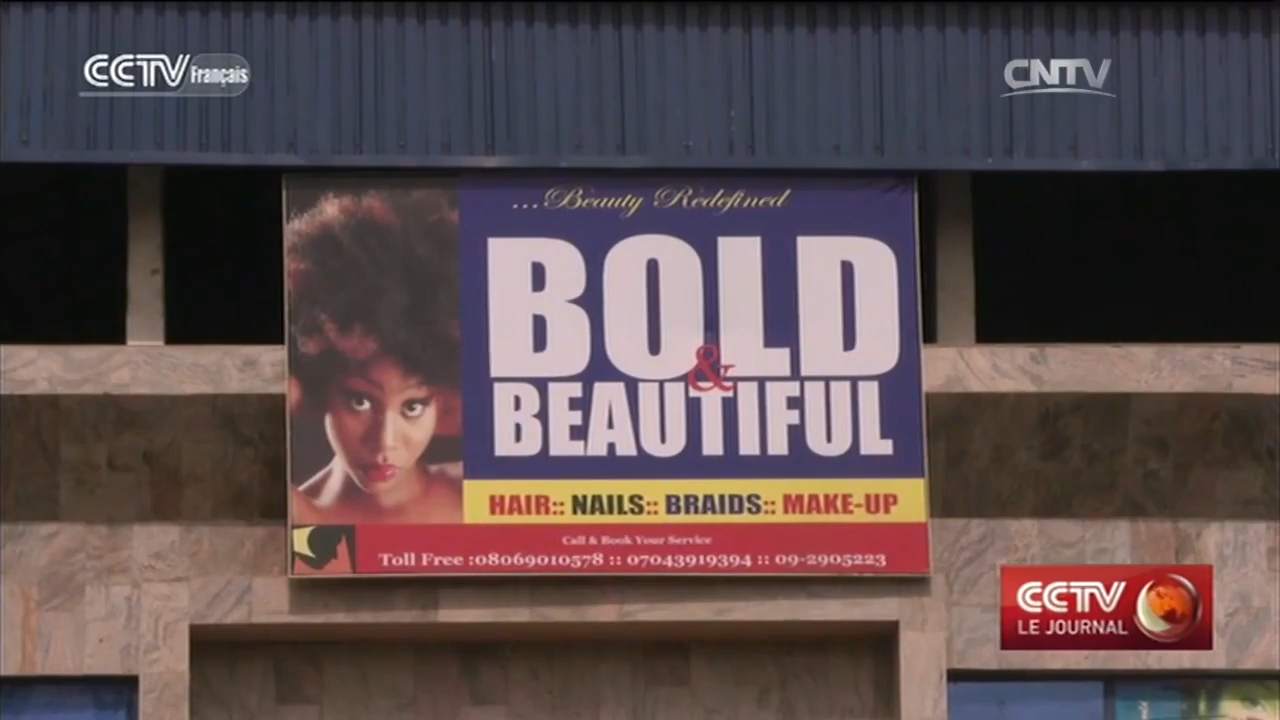 CCTV Français
CNTV
...Beauty Redefined
BOLD
&
BEAUTIFUL
HAIR:: NAILS:: BRAIDS:: MAKE-UP
Call & Book Your Service
Toll Free :08069010578 :: 07043919394 :: 09-2905223
CCTV
LE JOURNAL